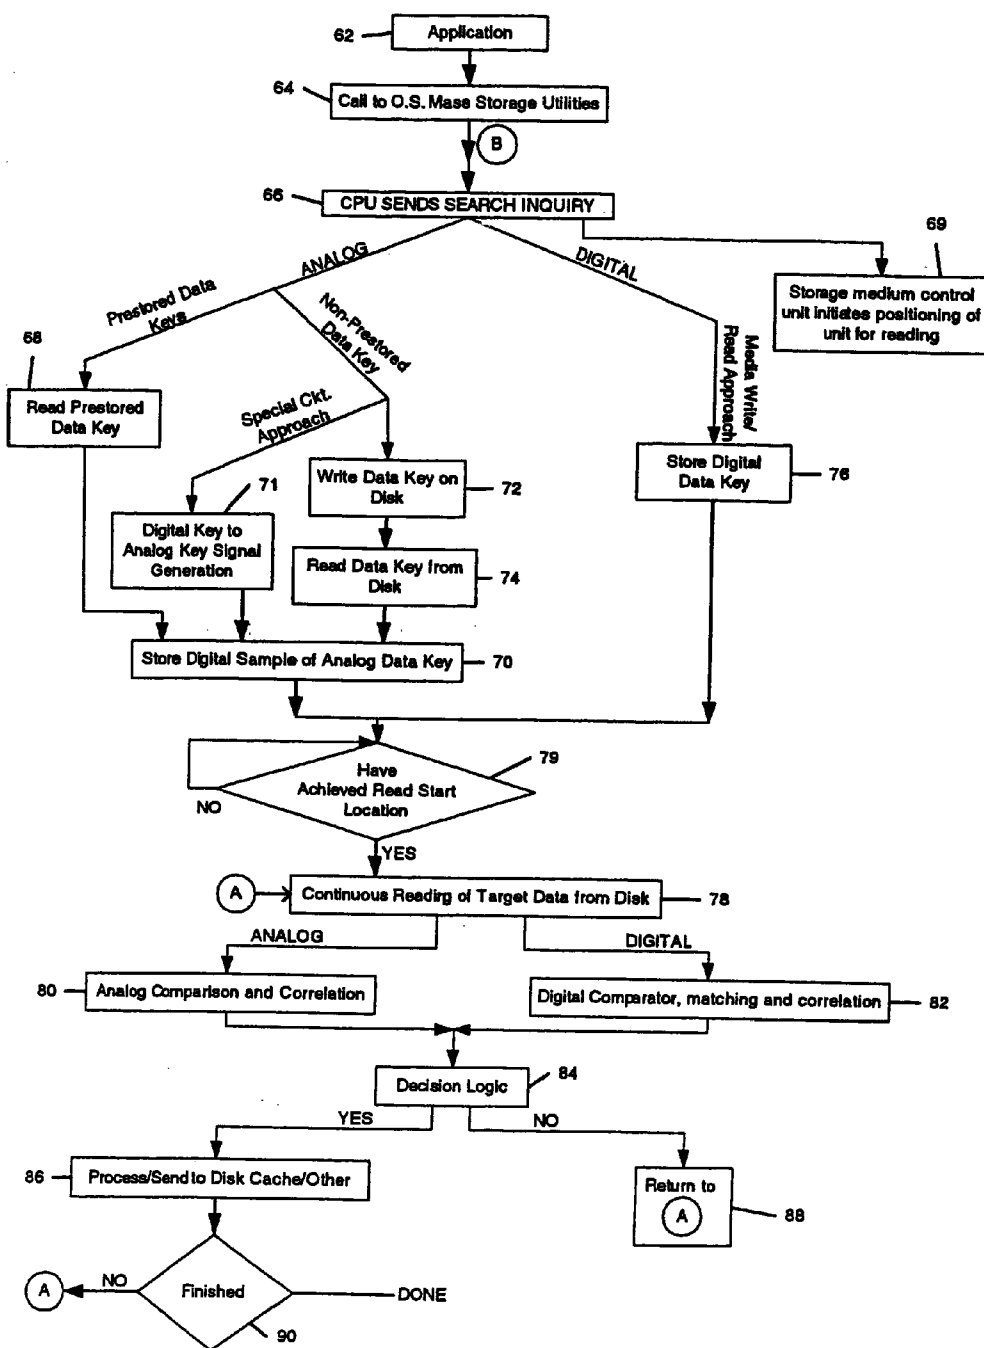 62
Application
64
Call to O.S. Mass Storage Utilities
B
66
CPU SENDS SEARCH INQUIRY
69
Storage medium control
unit initiates positioning of
unit for reading
ANALOG
DIGITAL
Prestored Data
Keys
Non-Prestored
Data Key
68
Read Prestored
Data Key
Special Ckt.
Approach
Media Write/
Read Approach
71
Digital Key to
Analog Key Signal
Generation
Write Data Key on
Disk
72
Store Digital
Data Key
76
Read Data Key from
Disk
74
Store Digital Sample of Analog Data Key
70
Have
Achieved Read Start
Location
79
NO
YES
A
Continuous Reading of Target Data from Disk
78
ANALOG
DIGITAL
80
Analog Comparison and Correlation
Digital Comparator, matching and correlation
82
Decision Logic
84
YES
NO
86
Process/Send to Disk Cache/Other
Return to
A
88
A
NO
Finished
DONE
90